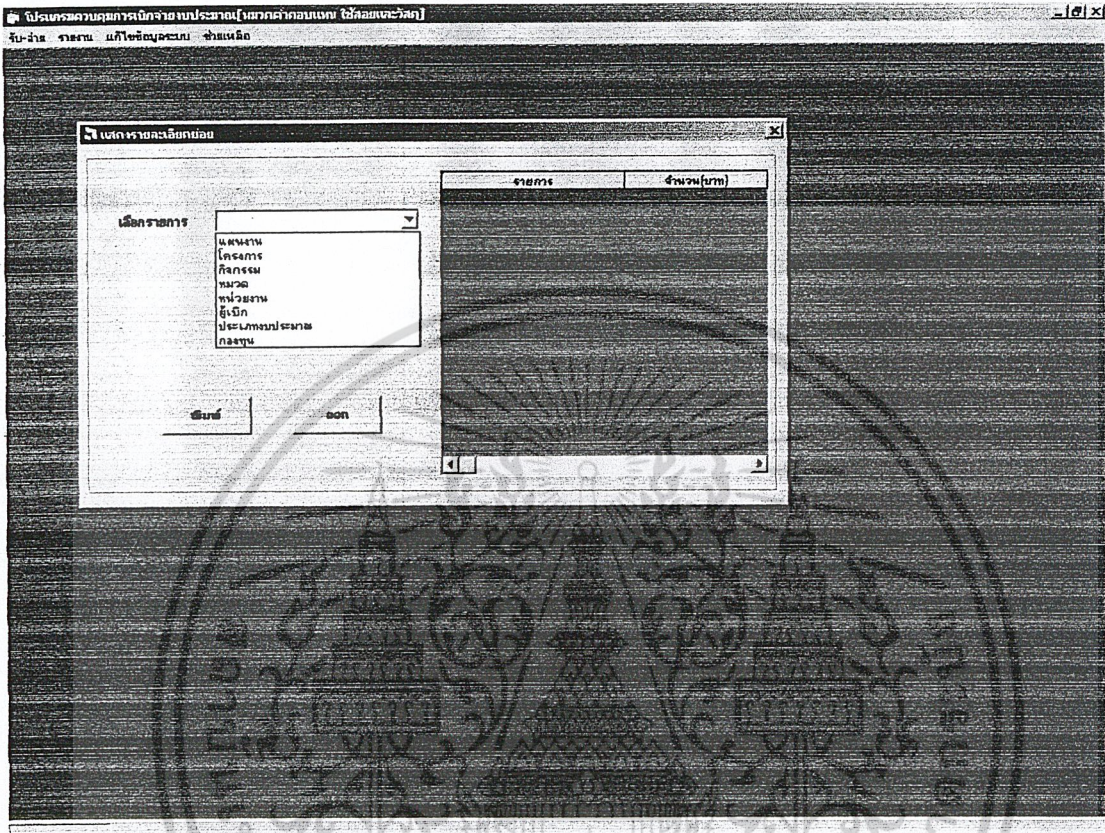 โปรแกรมควบคุมการเบิกจ่ายงบประมาณ[หมวดค่าตอบแทน ใช้สอยและวัสดุ]
รับ-จ่าย รายงาน แก้ไขข้อมูลระบบ ช่วยเหลือ
แสดงรายละเอียดย่อย
รายการ จำนวน[บาท]
เลือกรายการ
แผนงาน
โครงการ
กิจกรรม
หมวด
หน่วยงาน
ผู้เบิก
ประเภทงบประมาณ
กองทุน
พิมพ์ ออก